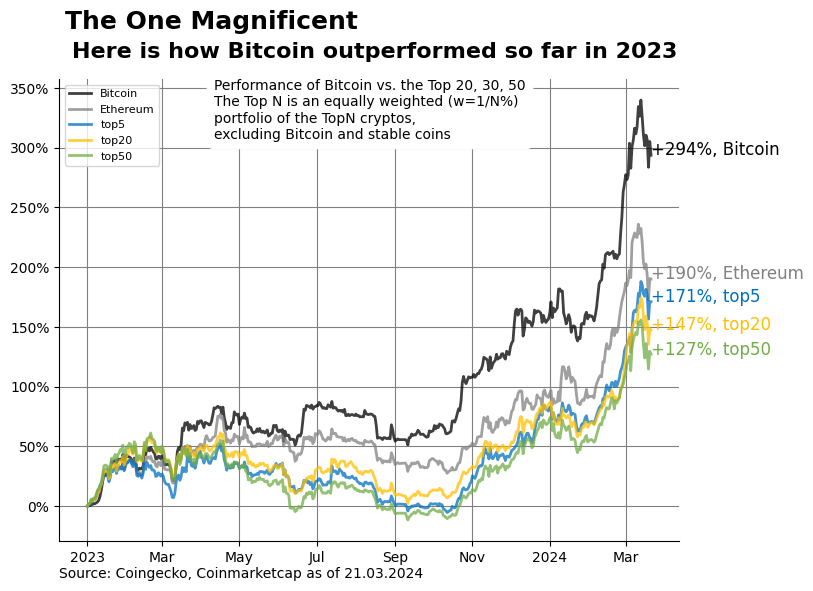 The One Magnificent
Here is how Bitcoin outperformed so far in 2023
350%
300%
250%
200%
150%
100%
50%
0%
Bitcoin
Ethereum
top5
top20
top50
Performance of Bitcoin vs. the Top 20, 30, 50
The Top N is an equally weighted (w=1/N%)
portfolio of the TopN cryptos,
excluding Bitcoin and stable coins
+294%, Bitcoin
+190%, Ethereum
+171%, top5
+147%, top20
+127%, top50
2023 Mar May Jul Sep Nov 2024 Mar
Source: Coingecko, Coinmarketcap as of 21.03.2024